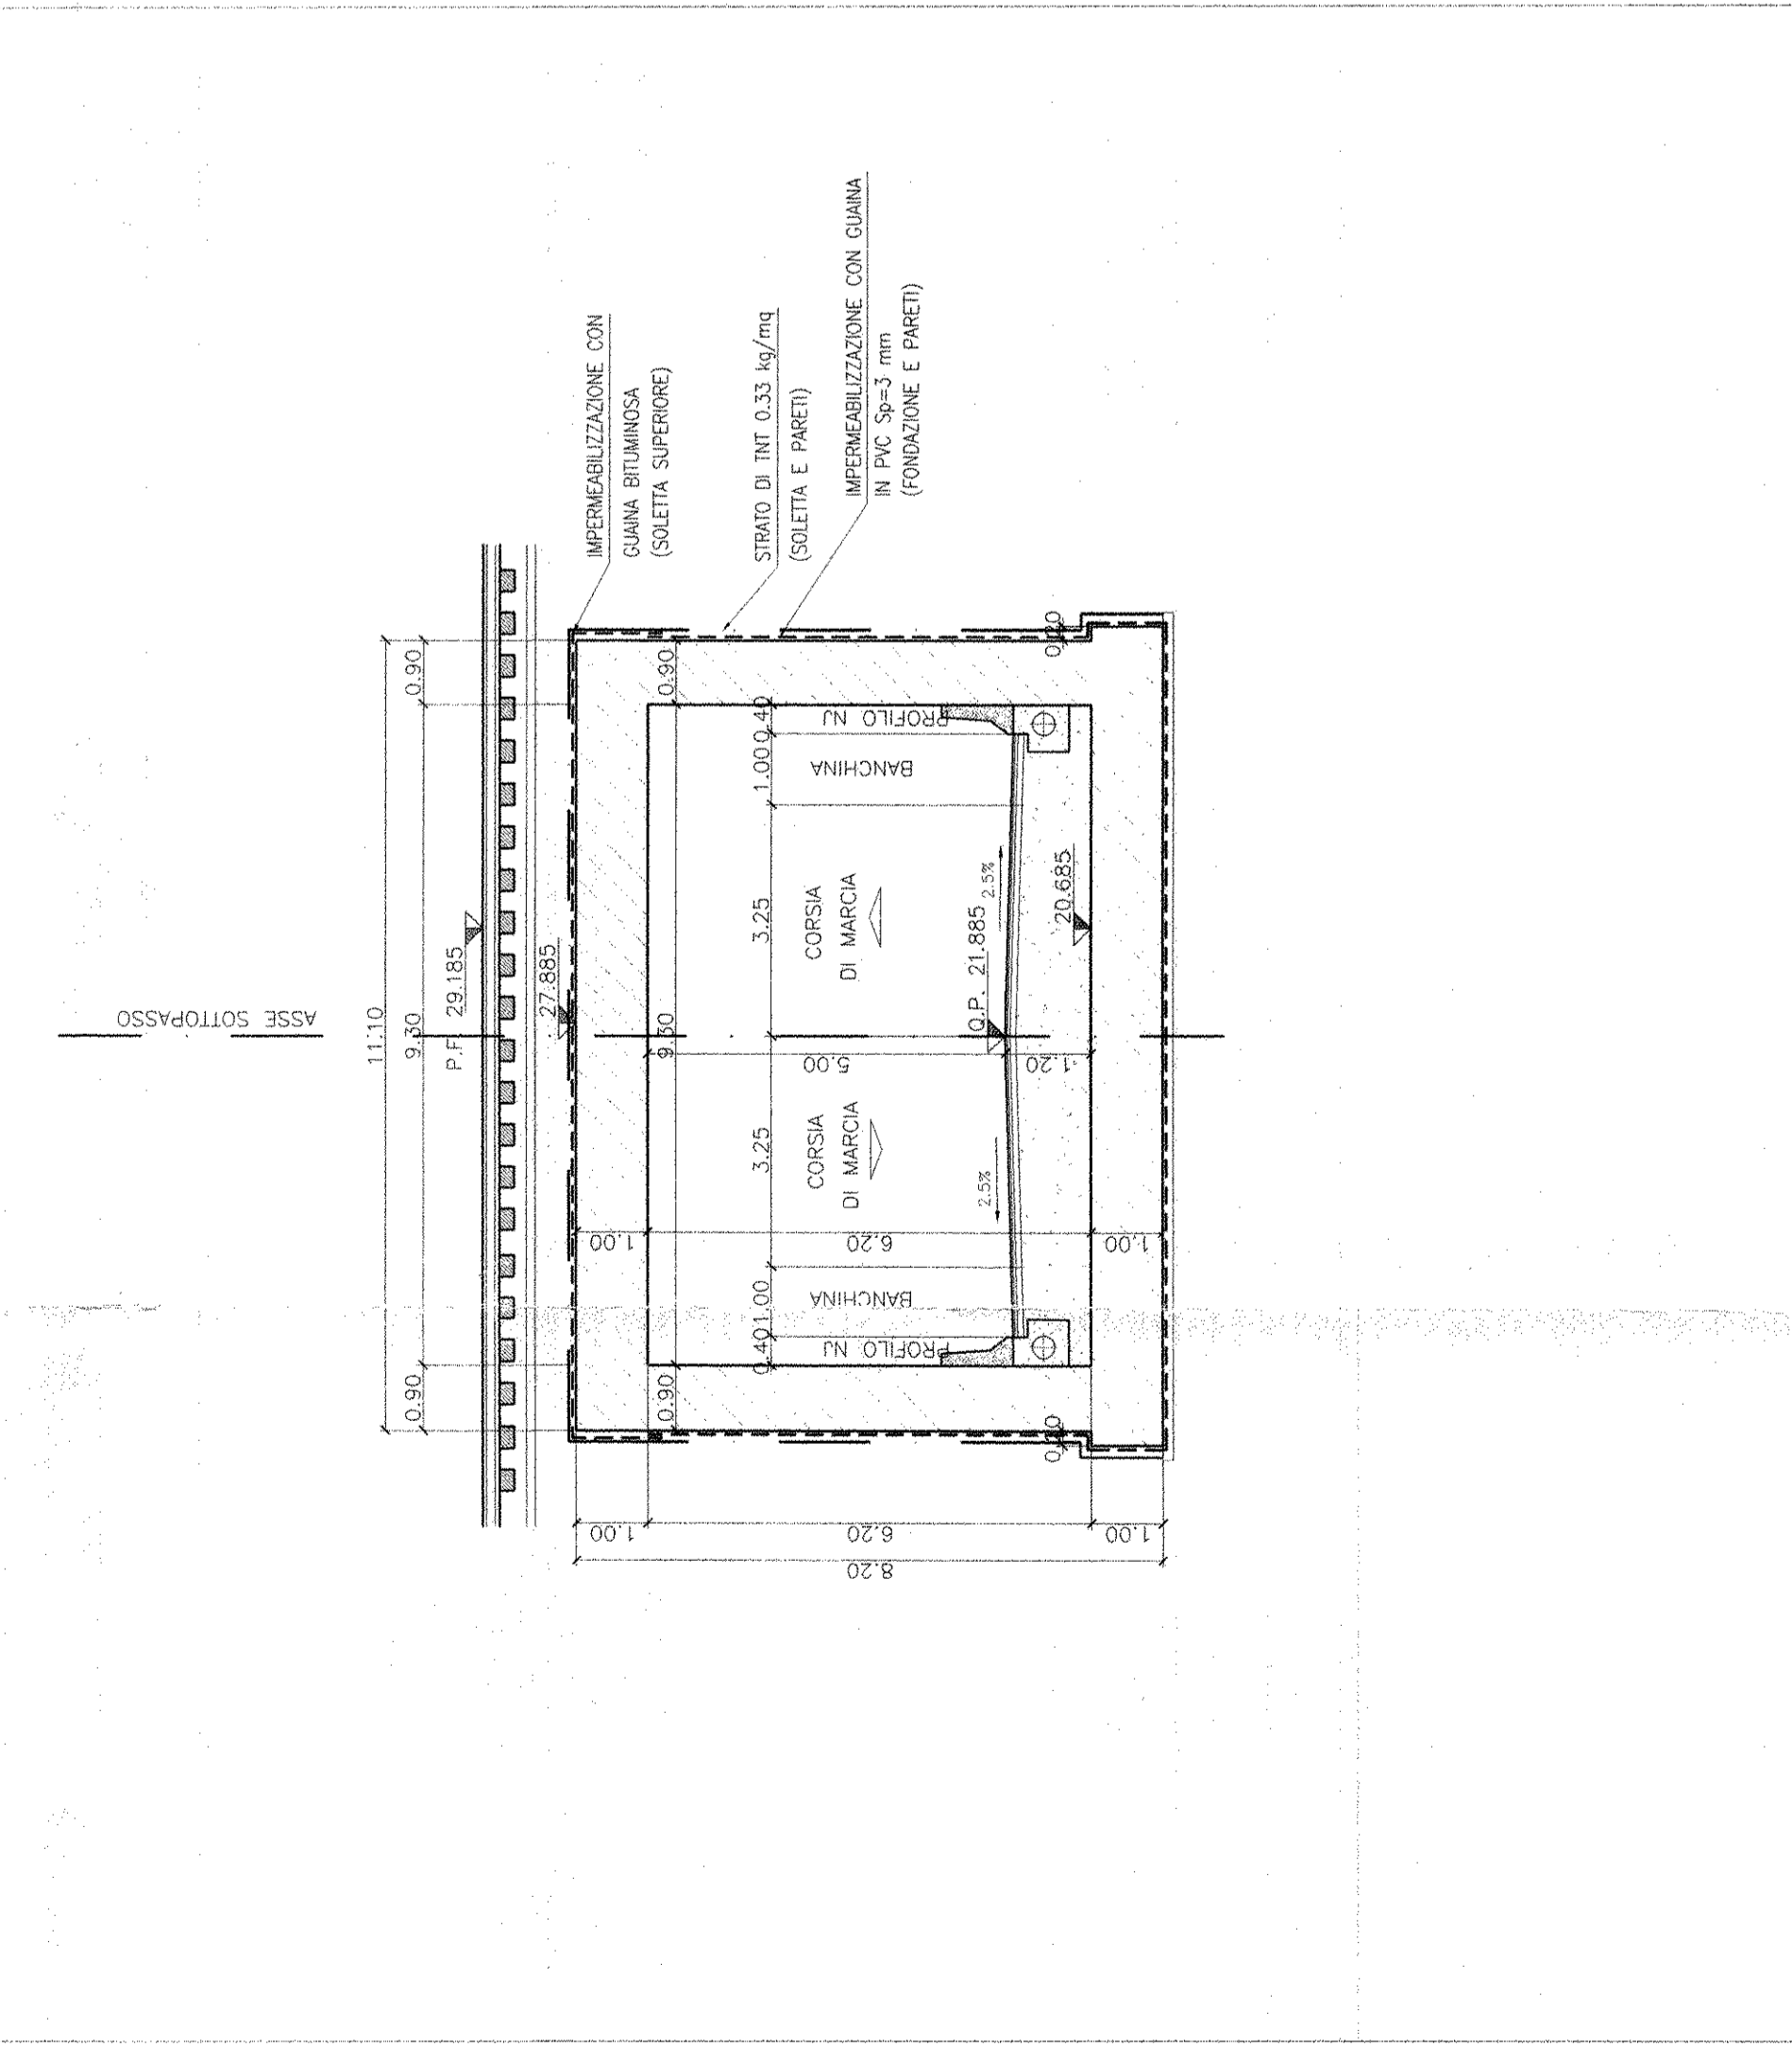 ASSE SOTTOPASSO
11.10
0.90
9.30
0.90
P.F. 29.185
27.885
IMPERMEABILIZZAZIONE CON
GUAINA BITUMINOSA
(SOLETTA SUPERIORE)
STRATO DI TNT 0.33 kg/mq
(SOLETTA E PARETI)
IMPERMEABILIZZAZIONE CON GUAINA
IN PVC Sp=3 mm
(FONDAZIONE E PARETI)
0.90
9.30
0.90
0.40
1.00
3.25
3.25
1.00
0.40
PROFILO NJ
BANCHINA
CORSIA
DI MARCIA
CORSIA
DI MARCIA
BANCHINA
PROFILO NJ
5.00
1.20
Q.P. 21.885
2.5%
2.5%
20.685
1.00
6.20
1.00
0.20
1.00
6.20
1.00
8.20